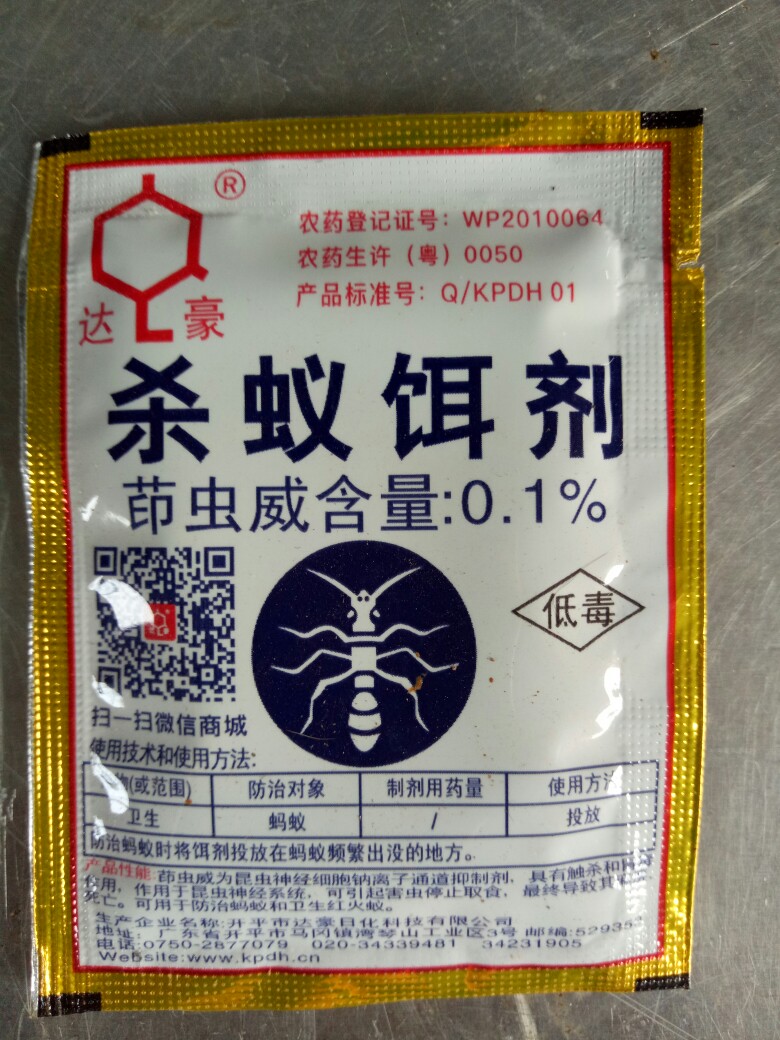 ®
达豪
农药登记证号：WP2010064
农药生许（粤）0050
产品标准号：Q/KPDH 01
杀蚁饵剂
茚虫威含量:0.1%
低毒
扫一扫微信商城
使用技术和使用方法:
(或范围) 防治对象 制剂用药量 使用方法
卫生 蚂蚁 / 投放
防治蚂蚁时将饵剂投放在蚂蚁频繁出没的地方。
产品性能:茚虫威为昆虫神经细胞钠离子通道抑制剂，具有触杀和
作用，作用于昆虫神经系统，可引起害虫停止取食，最终导致其
死亡。可用于防治蚂蚁和卫生红火蚁。
生产企业名称:开平市达豪日化科技有限公司
地址：广东省开平市马冈镇湾琴山工业区3号 邮编:529353
电话:0750-2877079 020-34339481 34231905
Website:www.kpdh.cn